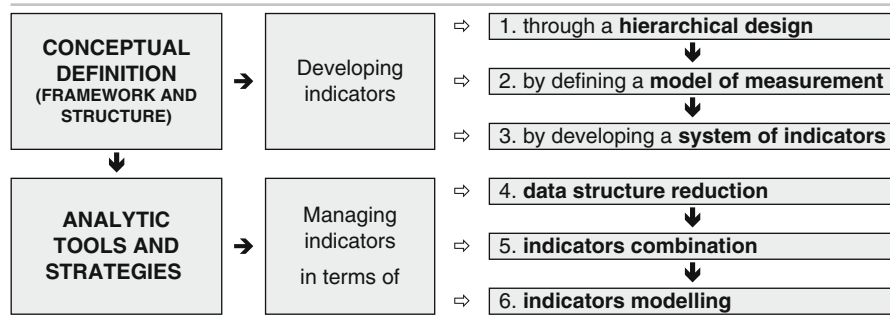 CONCEPTUAL
DEFINITION
(FRAMEWORK AND
STRUCTURE)
Developing
indicators
1. through a hierarchical design
2. by defining a model of measurement
3. by developing a system of indicators
ANALYTIC
TOOLS AND
STRATEGIES
Managing
indicators
in terms of
4. data structure reduction
5. indicators combination
6. indicators modelling